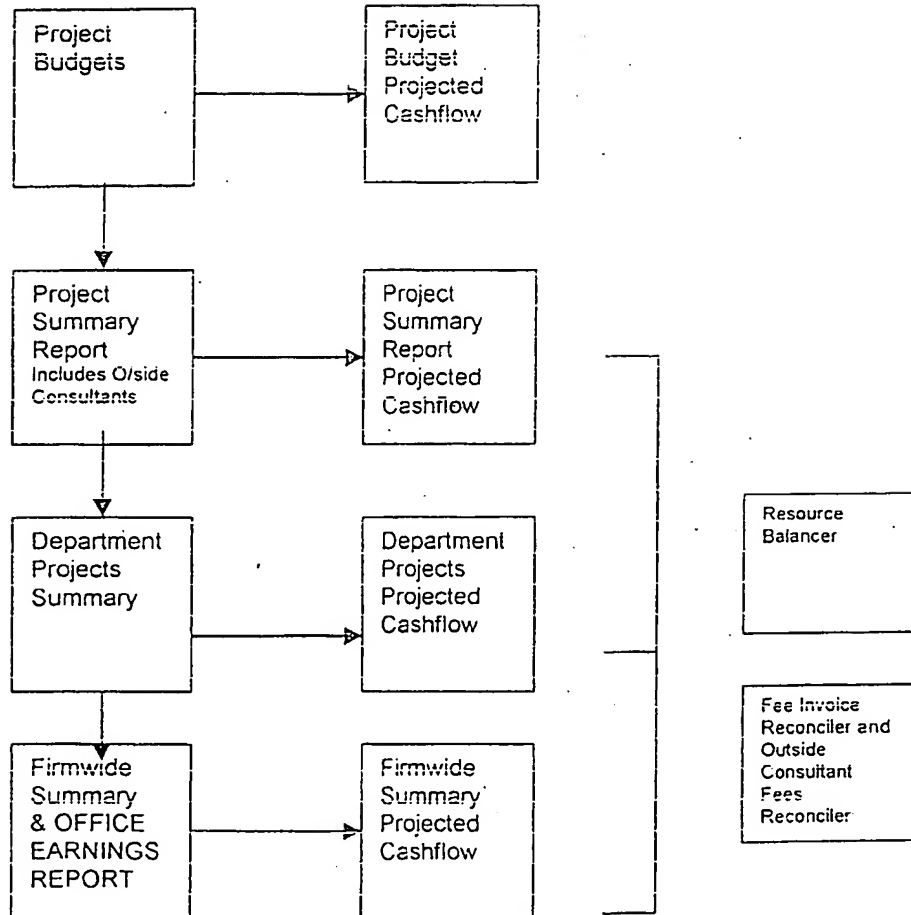 Project
Budgets
Project
Budget
Projected
Cashflow
Project
Summary
Report
Includes O/side
Consultants
Project
Summary
Report
Projected
Cashflow
Department
Projects
Summary
Department
Projects
Projected
Cashflow
Resource
Balancer
Firmwide
Summary
& OFFICE
EARNINGS
REPORT
Firmwide
Summary
Projected
Cashflow
Fee Invoice
Reconciler and
Outside
Consultant
Fees
Reconciler